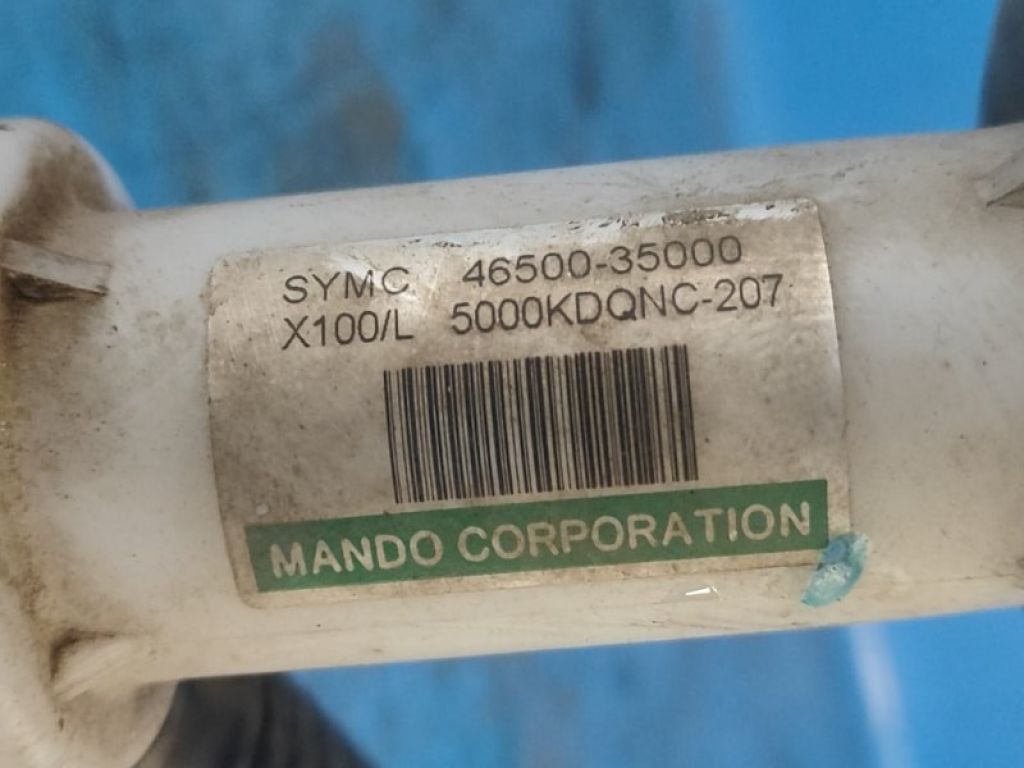 SYMC 46500-35000
X100/L 5000KDQNC-207
MANDO CORPORATION